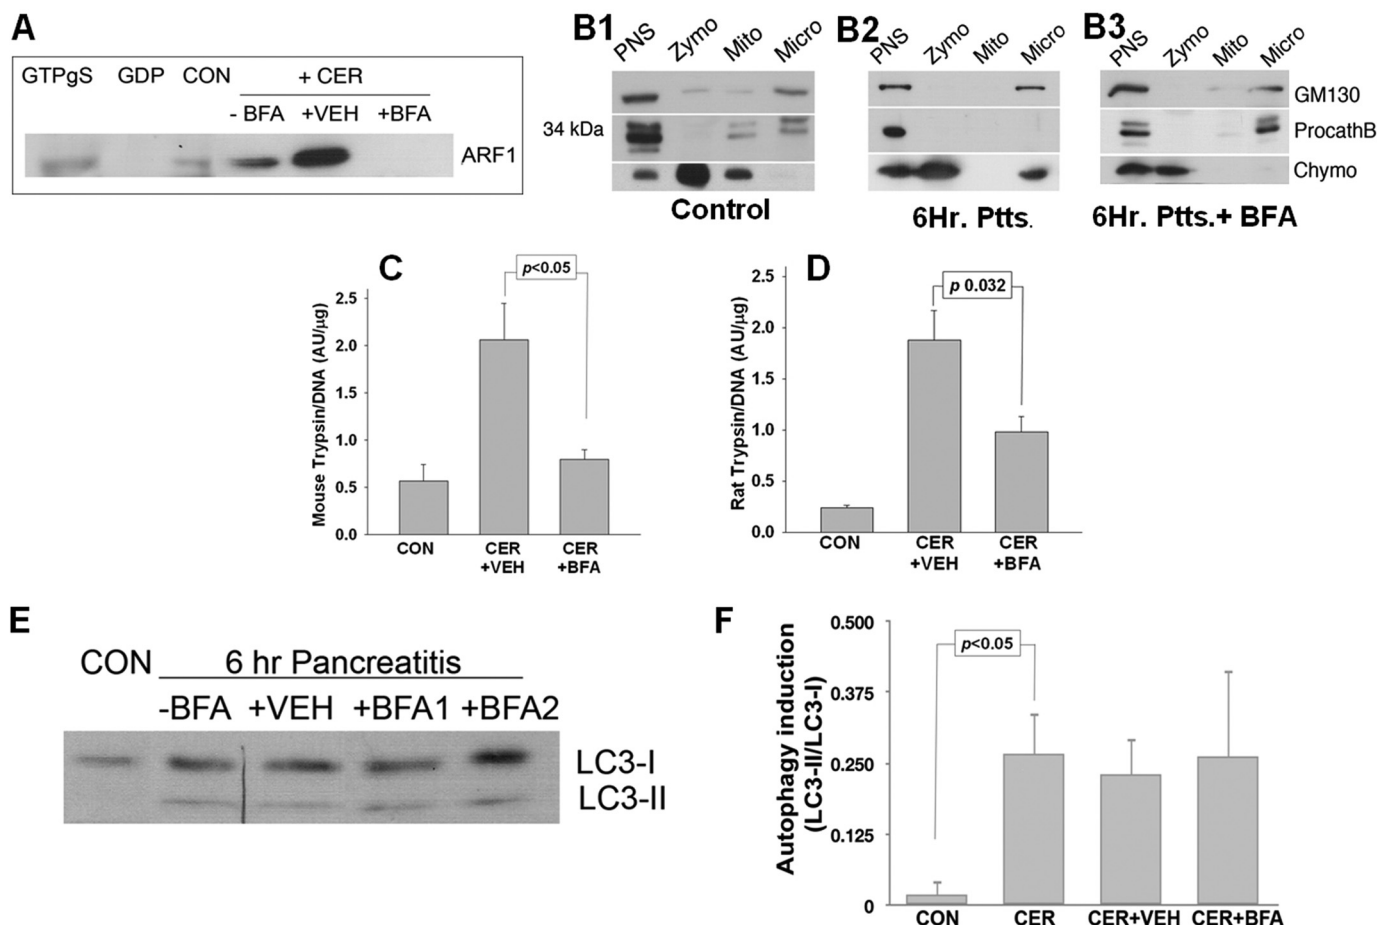 A
GTPgS GDP CON + CER
- BFA +VEH +BFA
ARF1
B1
PNS Zymo Mito Micro
34 kDa
Control
B2
PNS Zymo Mito Micro
6Hr. Ptts.
B3
PNS Zymo Mito Micro
GM130
ProcathB
Chymo
6Hr. Ptts.+ BFA
C
p<0.05
Mouse Trypsin/DNA (AU/µg)
2.5
2.0
1.5
1.0
0.5
0.0
CON CER CER
+VEH +BFA
D
p 0.032
Rat Trypsin/DNA (AU/µg)
2.5
2.0
1.5
1.0
0.5
0.0
CON CER CER
+VEH +BFA
E
CON 6 hr Pancreatitis
-BFA +VEH +BFA1 +BFA2
LC3-I
LC3-II
F
p<0.05
Autophagy induction
(LC3-II/LC3-I)
0.500
0.375
0.250
0.125
0
CON CER CER+VEH CER+BFA